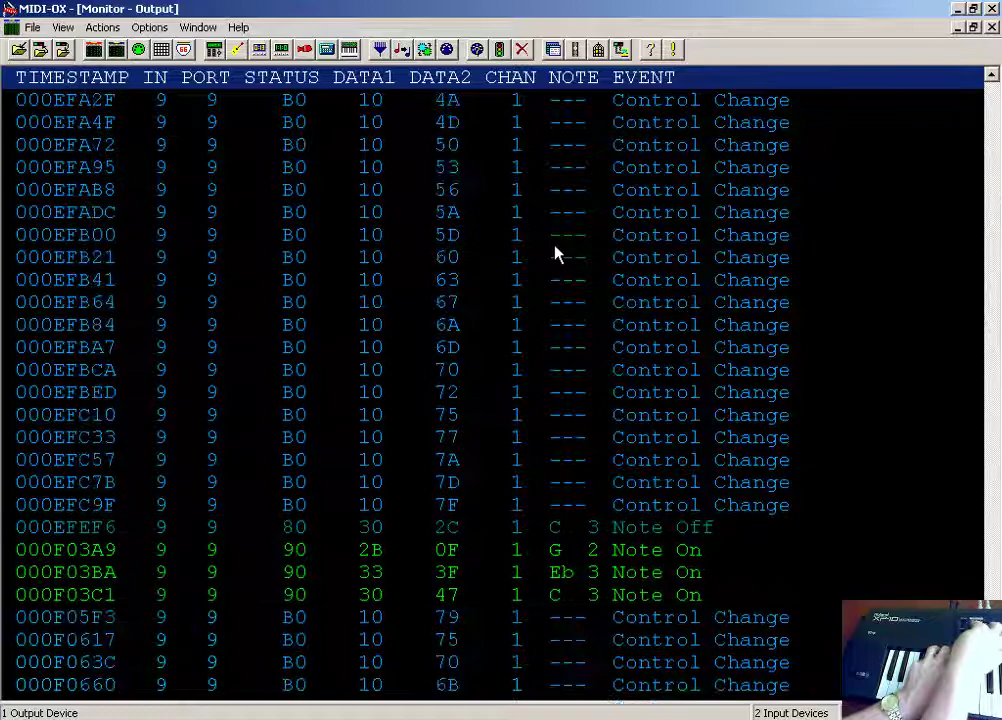 MIDI-OX - [Monitor - Output]
File View Actions Options Window Help
TIMESTAMP IN PORT STATUS DATA1 DATA2 CHAN NOTE EVENT
000EFA2F 9 9 B0 10 4A 1 --- Control Change
000EFA4F 9 9 B0 10 4D 1 --- Control Change
000EFA72 9 9 B0 10 50 1 --- Control Change
000EFA95 9 9 B0 10 53 1 --- Control Change
000EFAB8 9 9 B0 10 56 1 --- Control Change
000EFADC 9 9 B0 10 5A 1 --- Control Change
000EFB00 9 9 B0 10 5D 1 --- Control Change
000EFB21 9 9 B0 10 60 1 --- Control Change
000EFB41 9 9 B0 10 63 1 --- Control Change
000EFB64 9 9 B0 10 67 1 --- Control Change
000EFB84 9 9 B0 10 6A 1 --- Control Change
000EFBA7 9 9 B0 10 6D 1 --- Control Change
000EFBCA 9 9 B0 10 70 1 --- Control Change
000EFBED 9 9 B0 10 72 1 --- Control Change
000EFC10 9 9 B0 10 75 1 --- Control Change
000EFC33 9 9 B0 10 77 1 --- Control Change
000EFC57 9 9 B0 10 7A 1 --- Control Change
000EFC7B 9 9 B0 10 7D 1 --- Control Change
000EFC9F 9 9 B0 10 7F 1 --- Control Change
000EFEF6 9 9 80 30 2C 1 C 3 Note Off
000F03A9 9 9 90 2B 0F 1 G 2 Note On
000F03BA 9 9 90 33 3F 1 Eb 3 Note On
000F03C1 9 9 90 30 47 1 C 3 Note On
000F05F3 9 9 B0 10 79 1 --- Control Change
000F0617 9 9 B0 10 75 1 --- Control Change
000F063C 9 9 B0 10 70 1 --- Control Change
000F0660 9 9 B0 10 6B 1 --- Control Change
Roland XP-10
1 Output Device 2 Input Devices